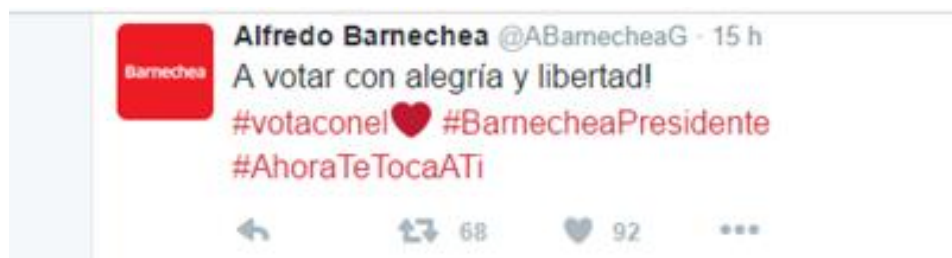 Alfredo Barnechea @ABarnecheaG · 15 h
Barnechea
A votar con alegría y libertad!
#votaconel❤ #BarnecheaPresidente
#AhoraTeTocaATi
68 92